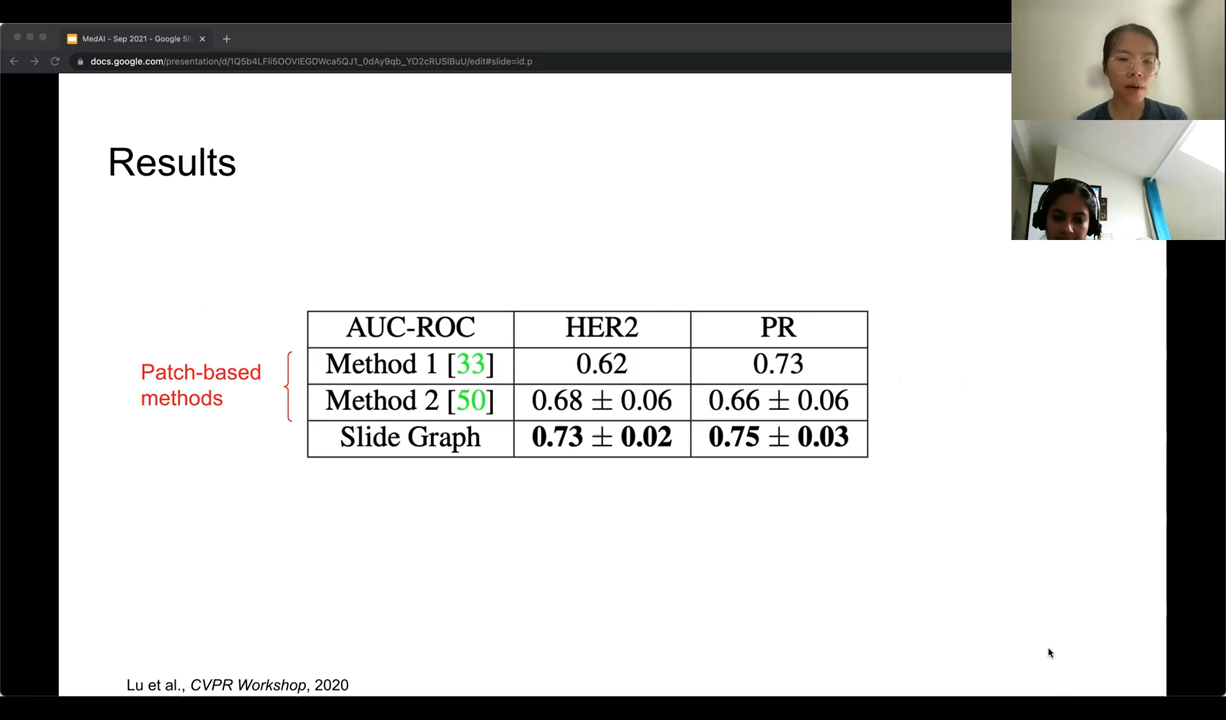 MedAI - Sep 2021 - Google Sli
docs.google.com/presentation/d/1Q5b4LFli5OOVIEGDWca5QJ1_0dAy9qb_YO2cRUSlBuU/edit#slide=id.p
Results
AUC-ROC HER2 PR
Patch-based methods
Method 1 [33] 0.62 0.73
Method 2 [50] 0.68 ± 0.06 0.66 ± 0.06
Slide Graph 0.73 ± 0.02 0.75 ± 0.03
Lu et al., CVPR Workshop, 2020